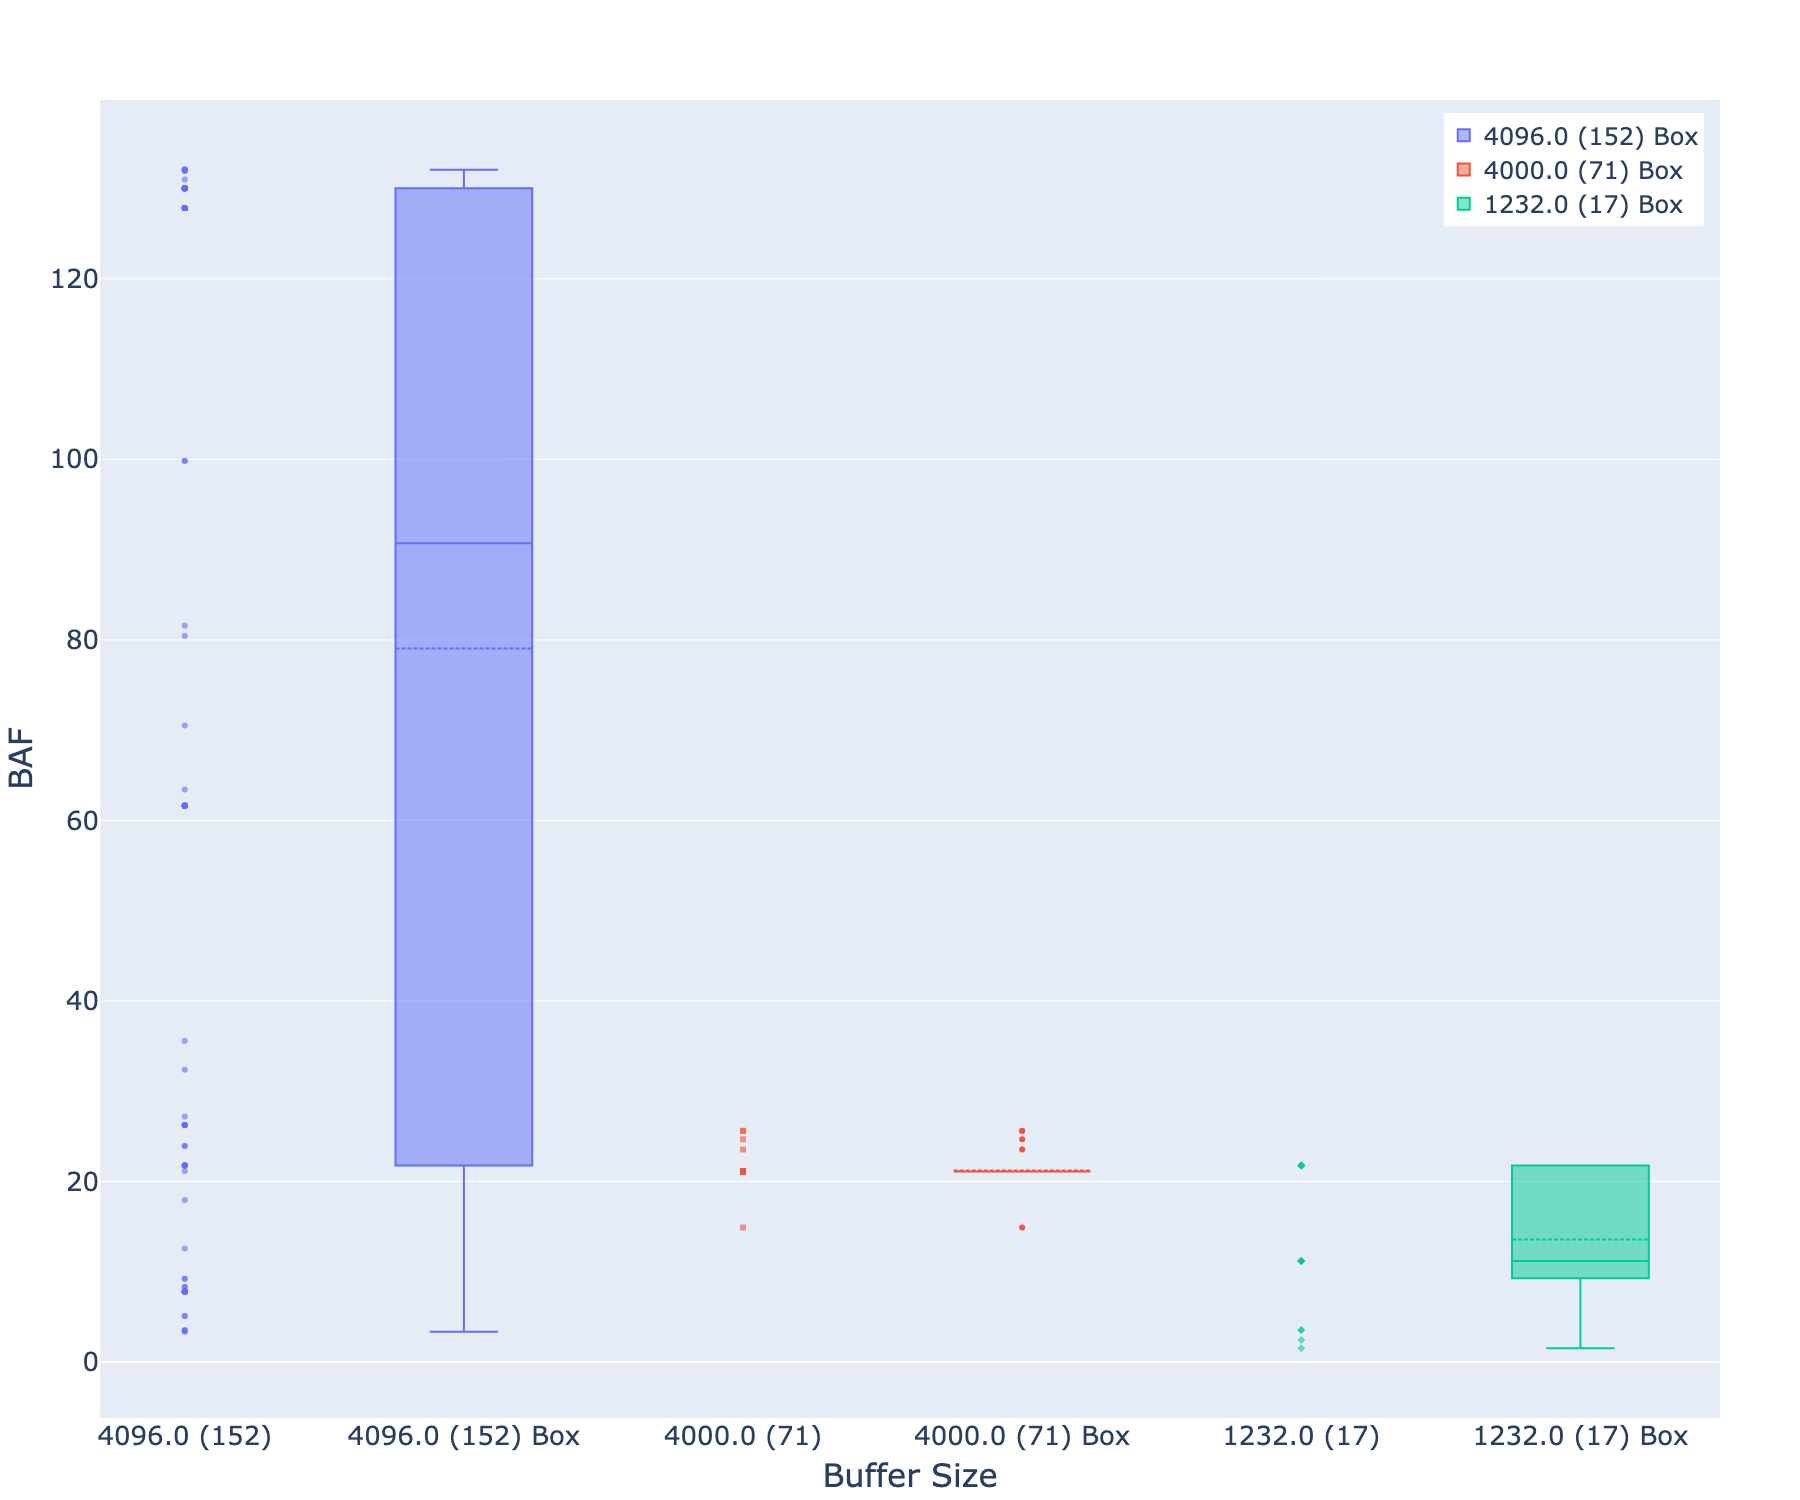 4096.0 (152) Box
4000.0 (71) Box
1232.0 (17) Box
120
100
80
60
40
20
0
BAF
4096.0 (152)
4096.0 (152) Box
4000.0 (71)
4000.0 (71) Box
1232.0 (17)
1232.0 (17) Box
Buffer Size